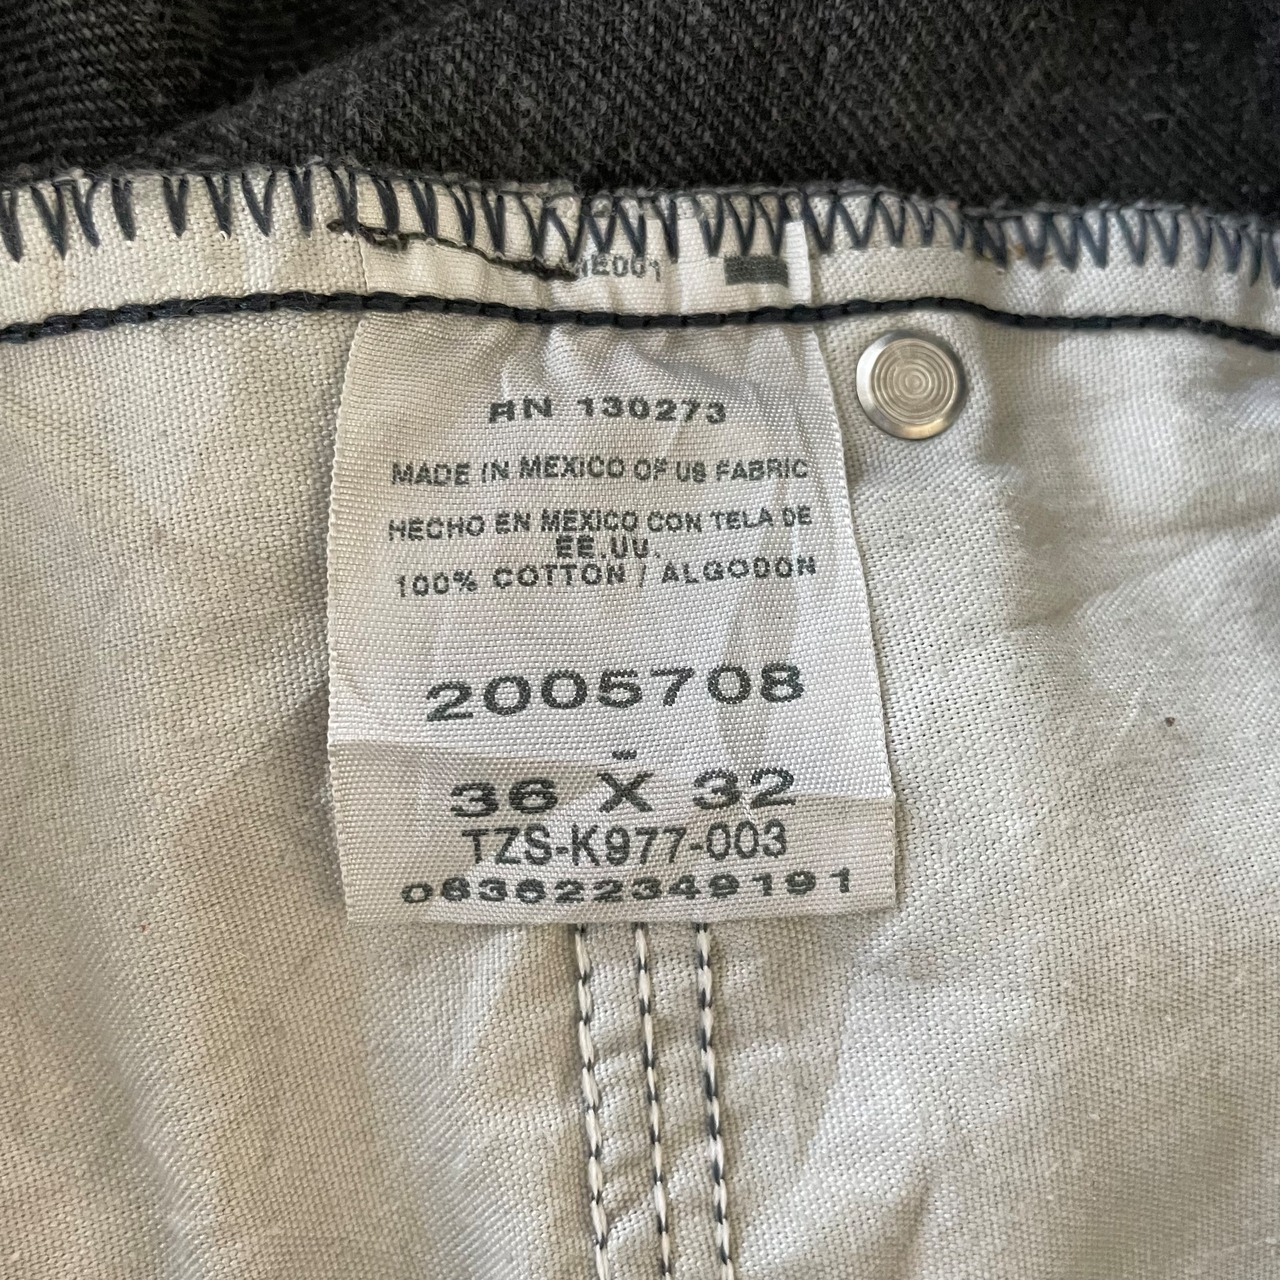 RN 130273
MADE IN MEXICO OF US FABRIC
HECHO EN MEXICO CON TELA DE
EE.UU.
100% COTTON / ALGODON
2005708
-
36 X 32
TZS-K977-003
063622349191